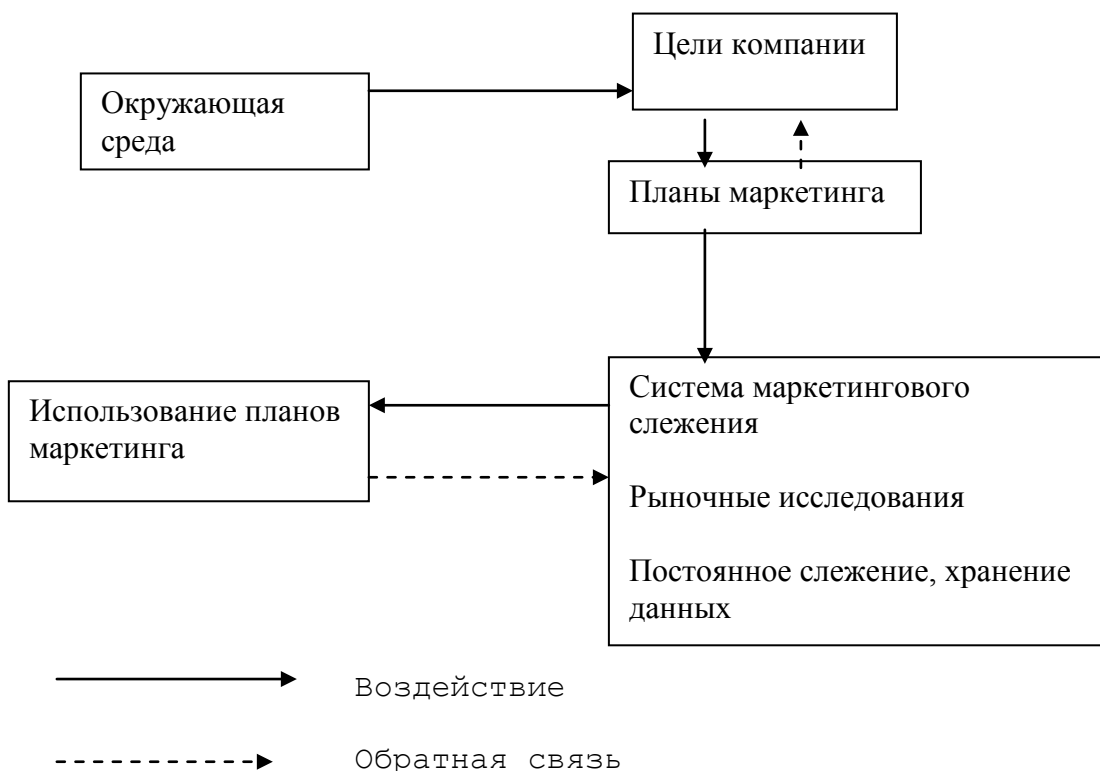 Цели компании
Окружающая
среда
Планы маркетинга
Использование планов
маркетинга
Система маркетингового
слежения
Рыночные исследования
Постоянное слежение, хранение
данных
Воздействие
Обратная связь